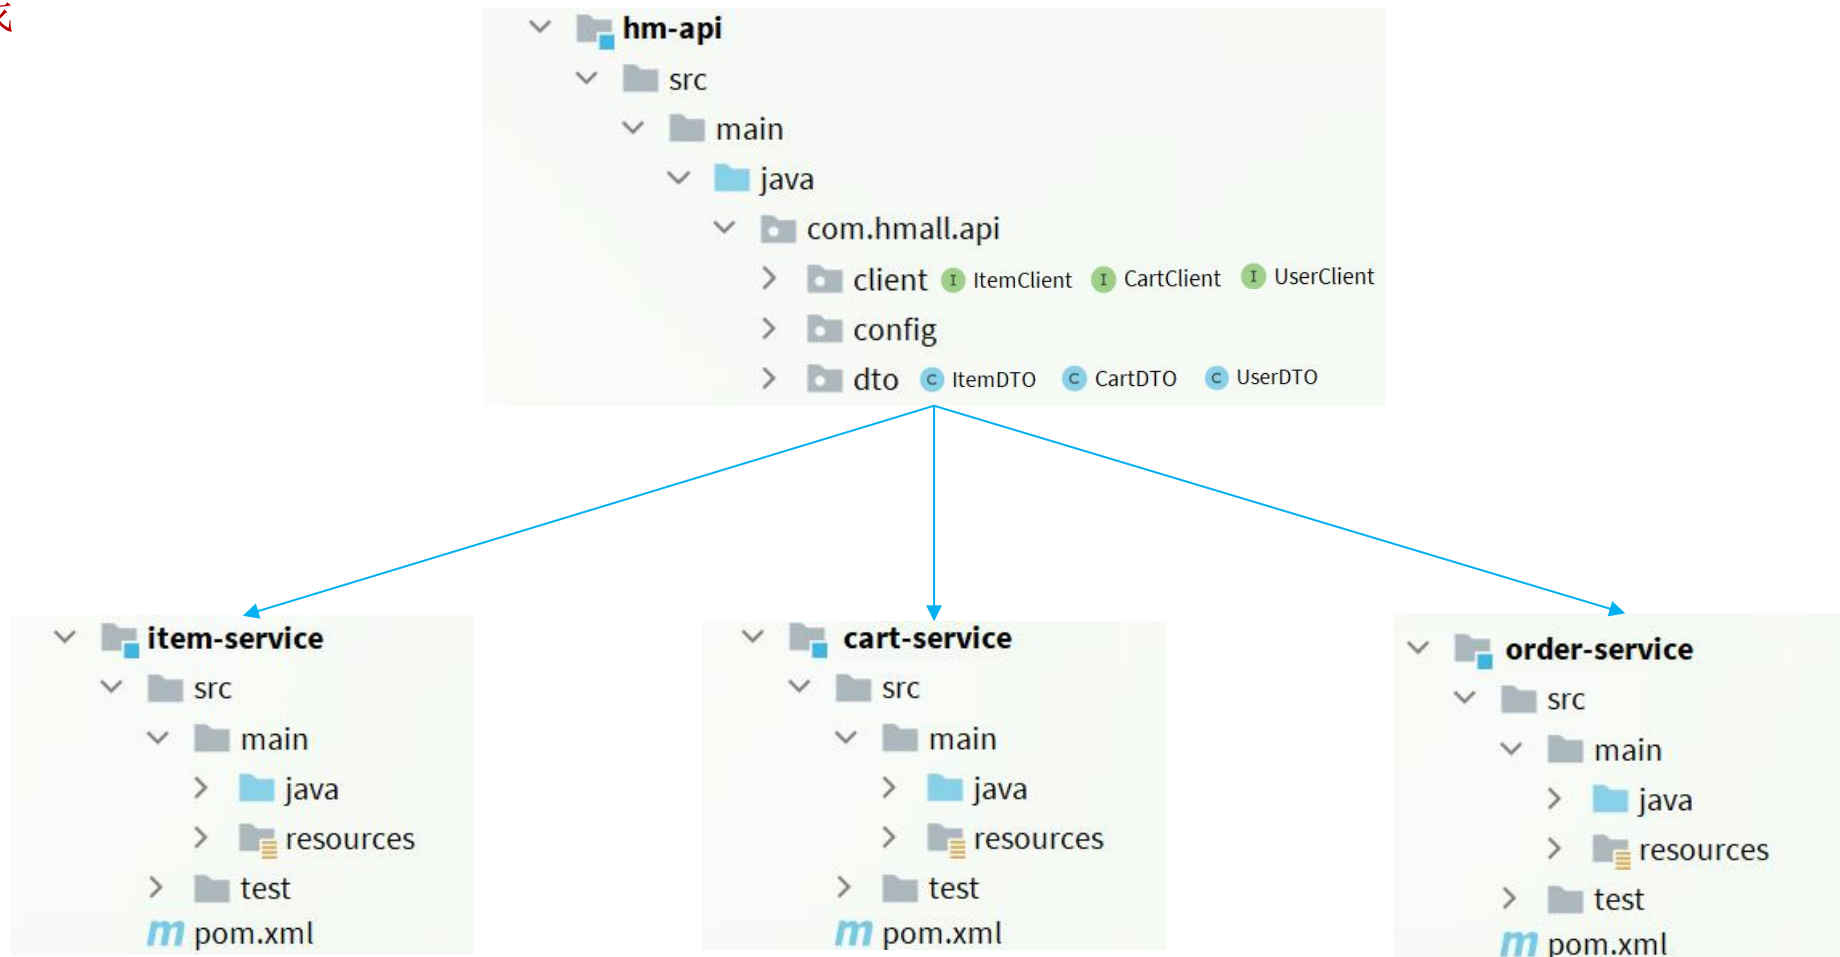 hm-api
src
main
java
com.hmall.api
client ItemClient CartClient UserClient
config
dto ItemDTO CartDTO UserDTO
item-service
src
main
java
resources
test
pom.xml
cart-service
src
main
java
resources
test
pom.xml
order-service
src
main
java
resources
test
pom.xml